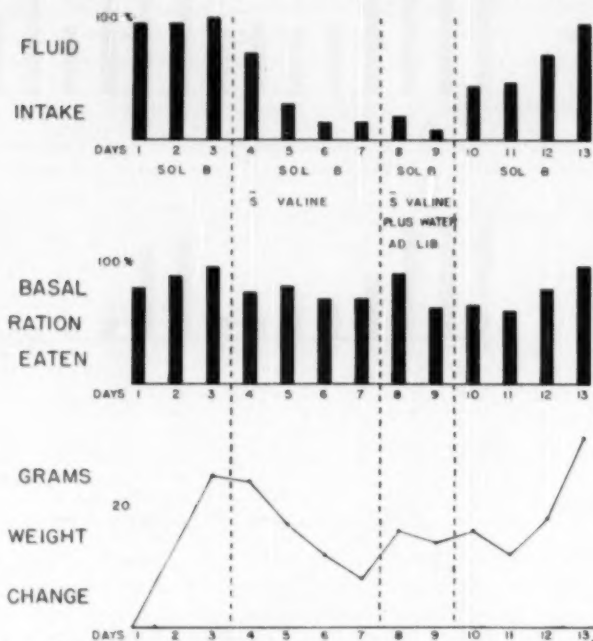 100 %
FLUID
INTAKE
DAYS 1 2 3 4 5 6 7 8 9 10 11 12 13
SOL B SOL B SOL B SOL B
S̄ VALINE S̄ VALINE
PLUS WATER
AD LIB
100 %
BASAL
RATION
EATEN
DAYS 1 2 3 4 5 6 7 8 9 10 11 12 13
GRAMS
20
WEIGHT
CHANGE
DAYS 1 2 3 4 5 6 7 8 9 10 11 12 13